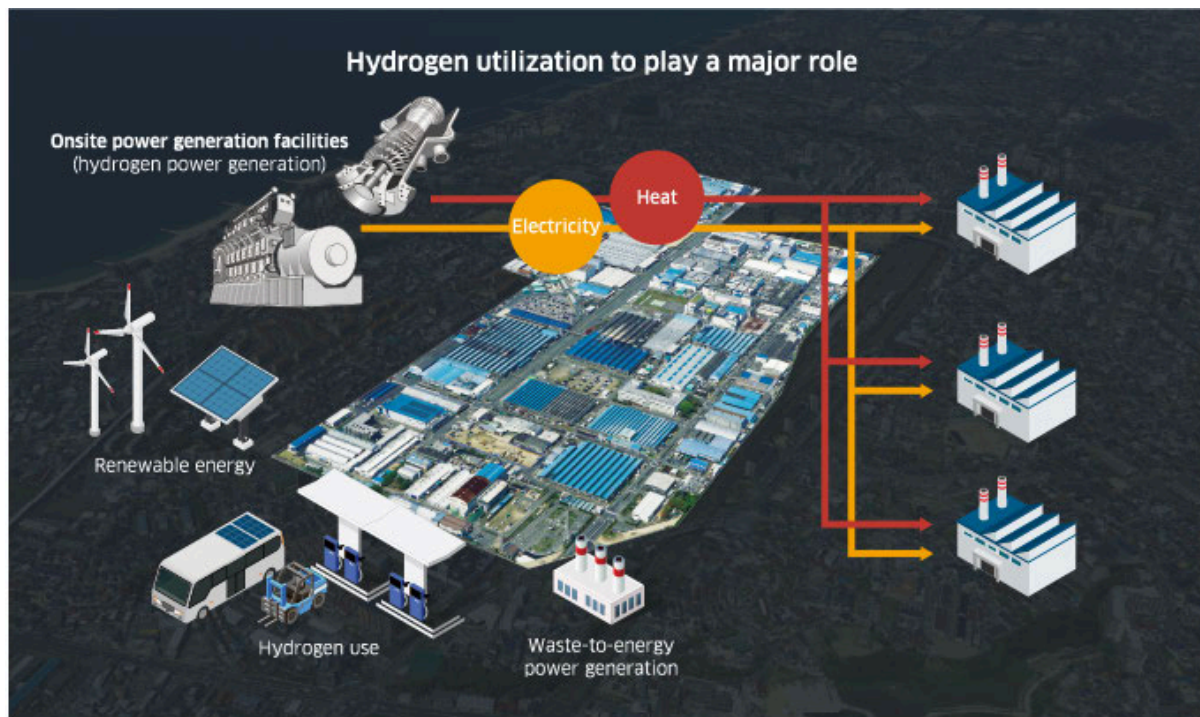 Hydrogen utilization to play a major role
Onsite power generation facilities
(hydrogen power generation)
Heat
Electricity
Renewable energy
Hydrogen use
Waste-to-energy
power generation